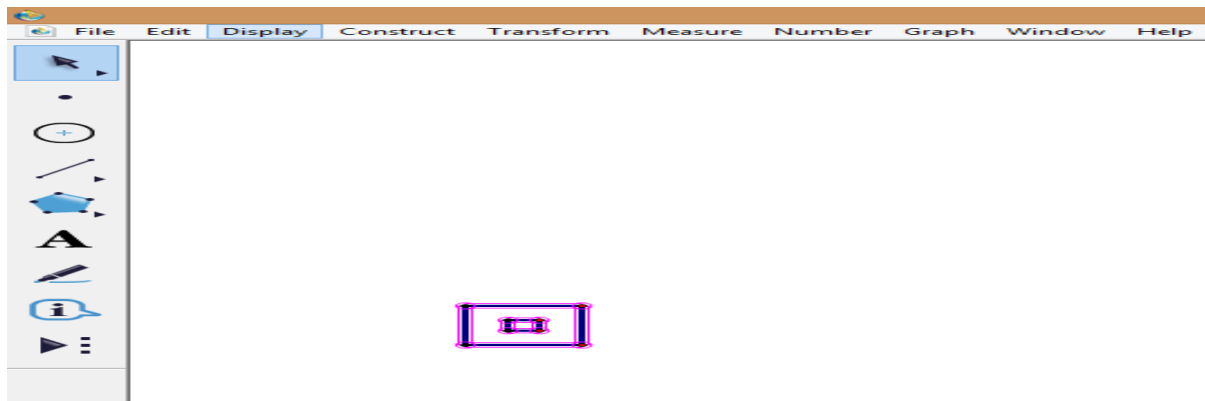 File Edit Display Construct Transform Measure Number Graph Window Help
A
i